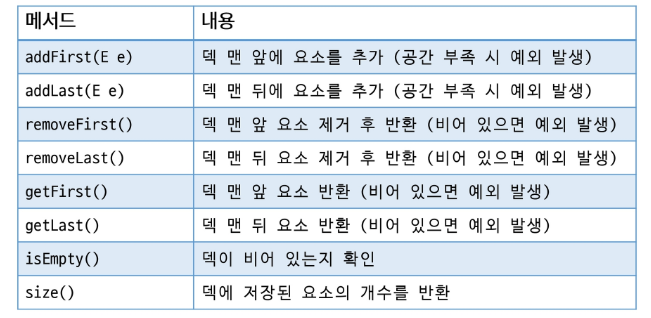 메서드 내용
addFirst(E e) 덱 맨 앞에 요소를 추가 (공간 부족 시 예외 발생)
addLast(E e) 덱 맨 뒤에 요소를 추가 (공간 부족 시 예외 발생)
removeFirst() 덱 맨 앞 요소 제거 후 반환 (비어 있으면 예외 발생)
removeLast() 덱 맨 뒤 요소 제거 후 반환 (비어 있으면 예외 발생)
getFirst() 덱 맨 앞 요소 반환 (비어 있으면 예외 발생)
getLast() 덱 맨 뒤 요소 반환 (비어 있으면 예외 발생)
isEmpty() 덱이 비어 있는지 확인
size() 덱에 저장된 요소의 개수를 반환